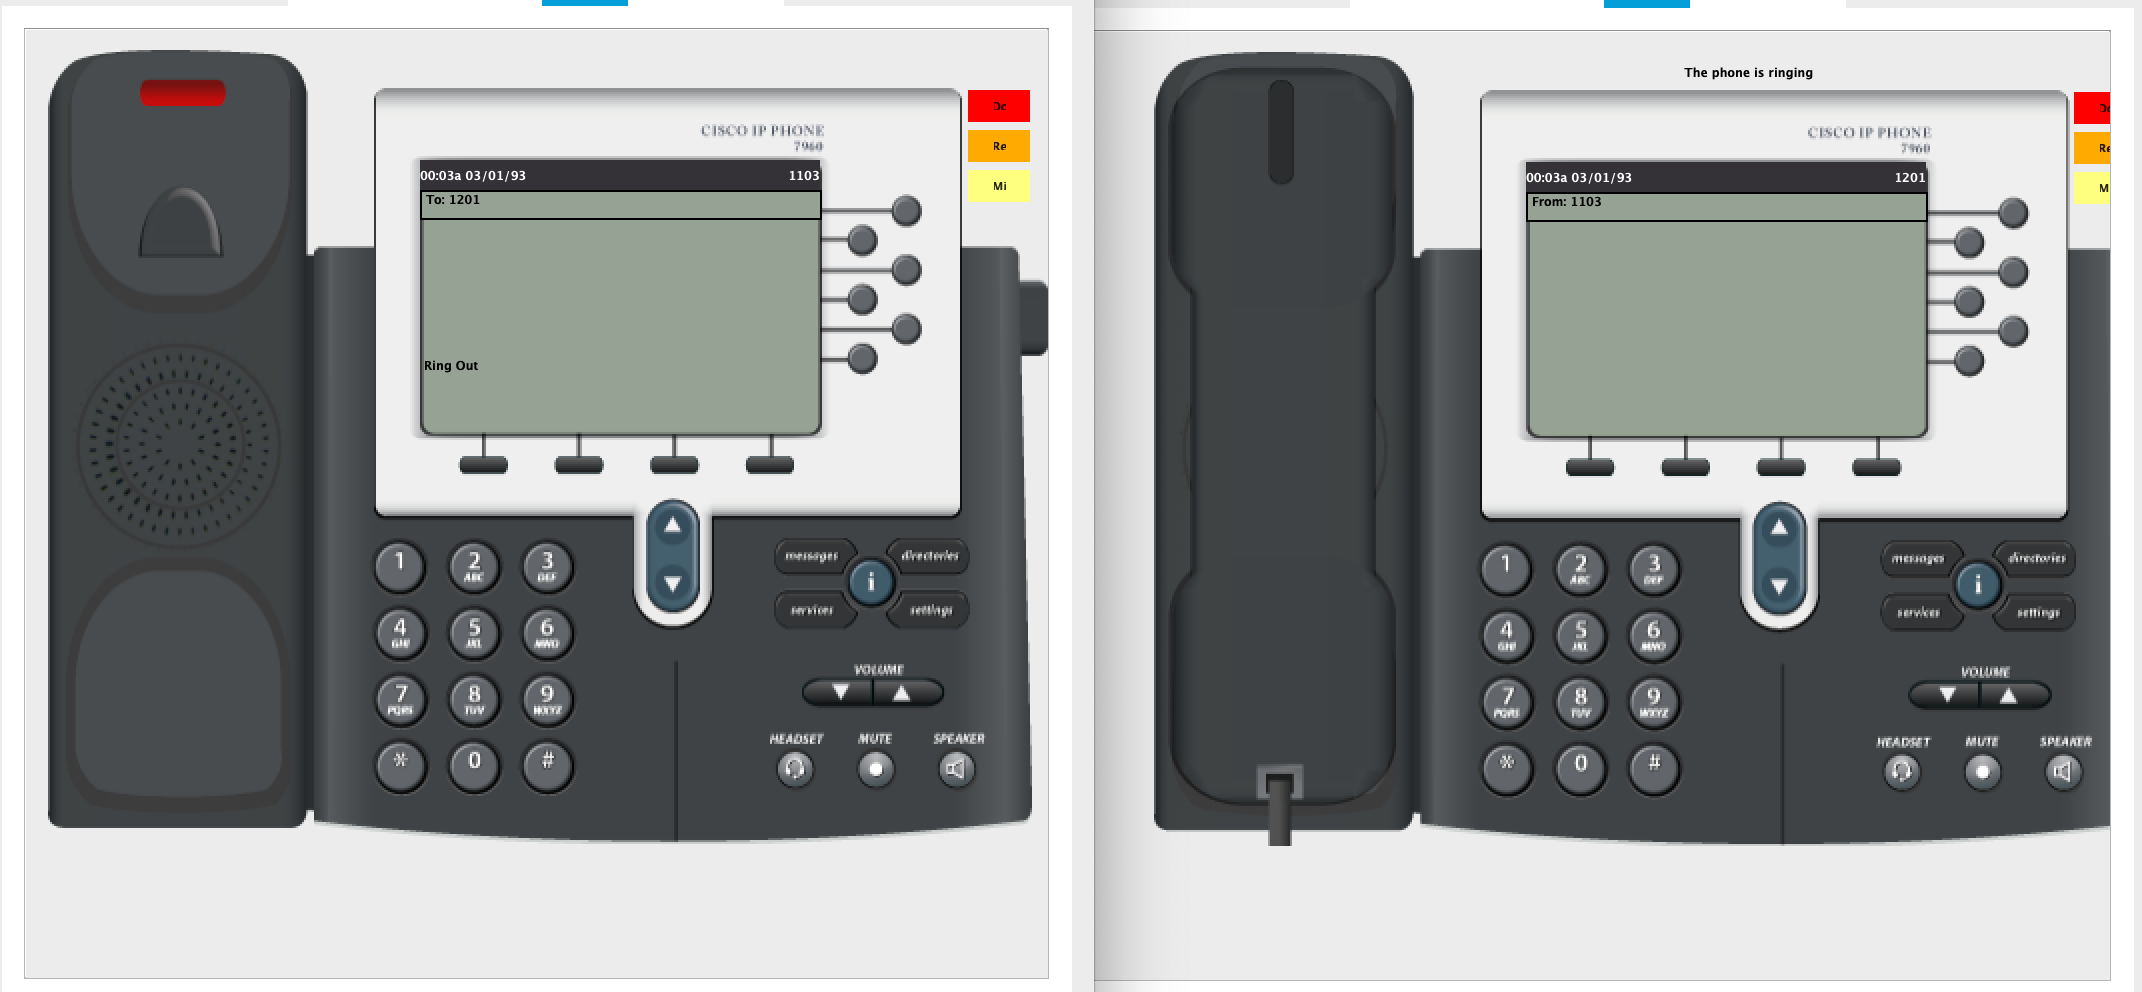 Do
CISCO IP PHONE
7960
Re
00:03a 03/01/93 1103
Mi
To: 1201
Ring Out
1
2
ABC
3
DEF
messages
directories
i
services
settings
4
GHI
5
JKL
6
MNO
VOLUME
7
PQRS
8
TUV
9
WXYZ
HEADSET MUTE SPEAKER
*
0
#
The phone is ringing
Do
CISCO IP PHONE
7960
Re
00:03a 03/01/93 1201
M
From: 1103
1
2
ABC
3
DEF
messages
directories
i
services
settings
4
GHI
5
JKL
6
MNO
VOLUME
7
PQRS
8
TUV
9
WXYZ
HEADSET MUTE SPEAKER
*
0
#